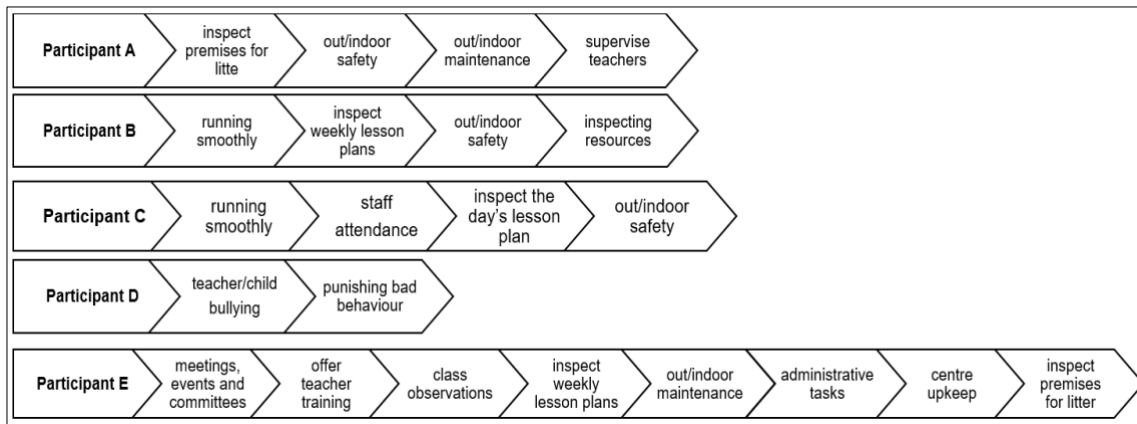 Participant A
inspect
premises for
litte
out/indoor
safety
out/indoor
maintenance
supervise
teachers
Participant B
running
smoothly
inspect
weekly lesson
plans
out/indoor
safety
inspecting
resources
Participant C
running
smoothly
staff
attendance
inspect the
day's lesson
plan
out/indoor
safety
Participant D
teacher/child
bullying
punishing bad
behaviour
Participant E
meetings,
events and
committees
offer
teacher
training
class
observations
inspect
weekly
lesson plans
out/indoor
maintenance
administrative
tasks
centre
upkeep
inspect
premises
for litter